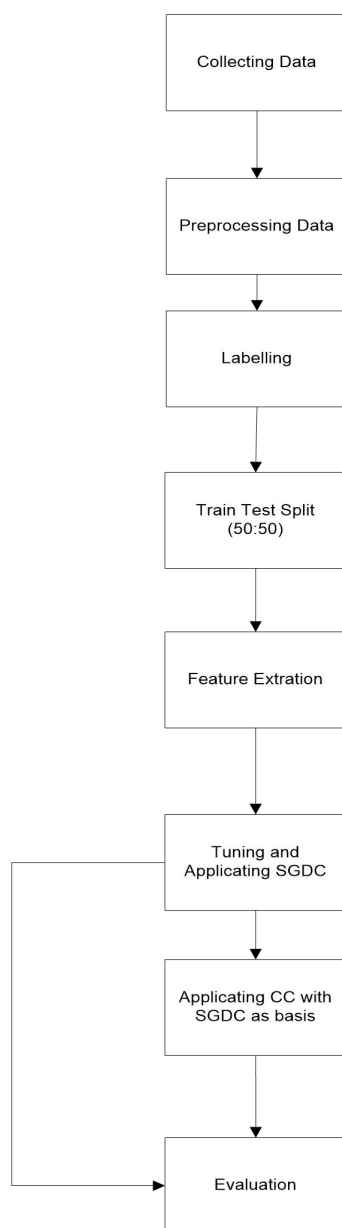 Collecting Data
Preprocessing Data
Labelling
Train Test Split
(50:50)
Feature Extration
Tuning and
Applicating SGDC
Applicating CC with
SGDC as basis
Evaluation